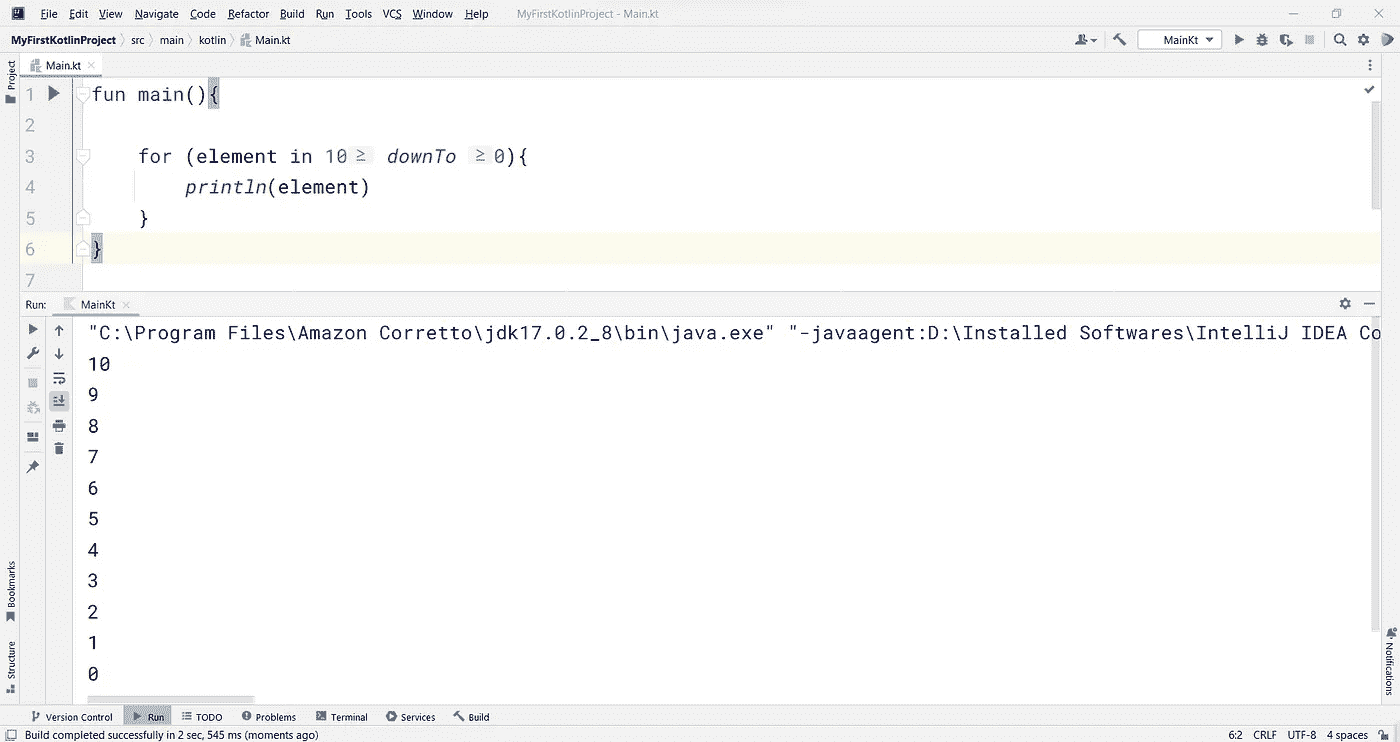 File Edit View Navigate Code Refactor Build Run Tools VCS Window Help MyFirstKotlinProject - Main.kt
MyFirstKotlinProject src main kotlin Main.kt MainKt
Project
Main.kt
1 fun main(){
2
3 for (element in 10≥ downTo ≥0){
4 println(element)
5 }
6 }
7
Run: MainKt
"C:\Program Files\Amazon Corretto\jdk17.0.2_8\bin\java.exe" "-javaagent:D:\Installed Softwares\IntelliJ IDEA Co
10
9
8
7
6
5
4
3
2
1
0
Bookmarks
Structure
Notifications
Version Control Run TODO Problems Terminal Services Build
Build completed successfully in 2 sec, 545 ms (moments ago) 6:2 CRLF UTF-8 4 spaces